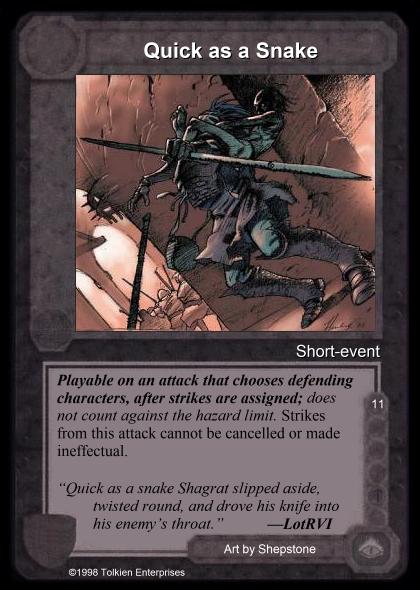 Quick as a Snake
Short-event
Playable on an attack that chooses defending
characters, after strikes are assigned; does
not count against the hazard limit. Strikes
from this attack cannot be cancelled or made
ineffectual.
11
“Quick as a snake Shagrat slipped aside,
twisted round, and drove his knife into
his enemy’s throat.” —LotRVI
Art by Shepstone
©1998 Tolkien Enterprises